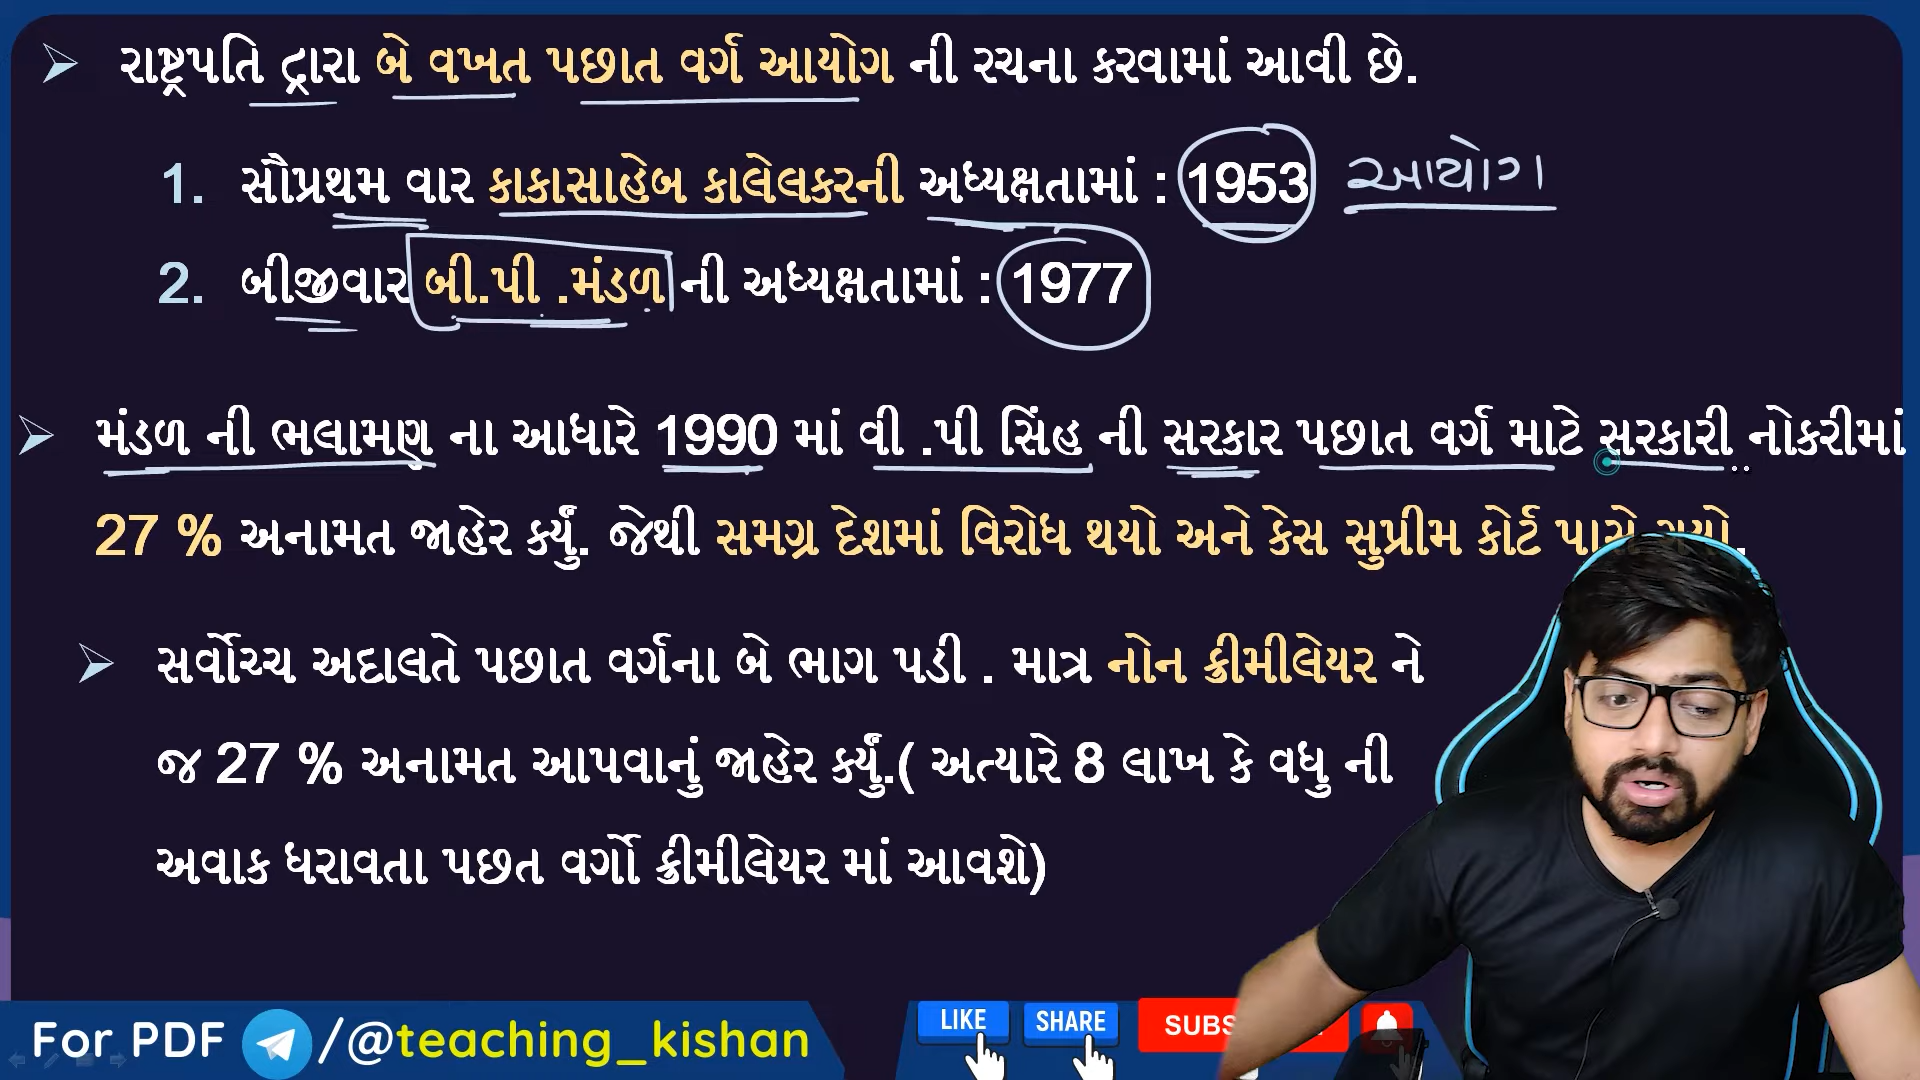 રાષ્ટ્રપતિ દ્રારા બે વખત પછાત વર્ગ આયોગ ની રચના કરવામાં આવી છે.
1. સૌપ્રથમ વાર કાકાસાહેબ કાલેલકરની અધ્યક્ષતામાં : 1953 આયોગ
2. બીજીવાર બી.પી .મંડળ ની અધ્યક્ષતામાં : 1977
મંડળ ની ભલામણ ના આધારે 1990 માં વી .પી સિંહ ની સરકાર પછાત વર્ગ માટે સરકારી નોકરીમાં
27 % અનામત જાહેર ર્ક્યું. જેથી સમગ્ર દેશમાં વિરોધ થયો અને કેસ સુપ્રીમ કોર્ટ પાસે ગયો.
સર્વોચ્ચ અદાલતે પછાત વર્ગના બે ભાગ પડી . માત્ર નોન ક્રીમીલેયર ને
જ 27 % અનામત આપવાનું જાહેર ર્ક્યું.( અત્યારે 8 લાખ કે વધુ ની
અવાક ધરાવતા પછત વર્ગો ક્રીમીલેયર માં આવશે)
For PDF /@teaching_kishan LIKE SHARE SUBS